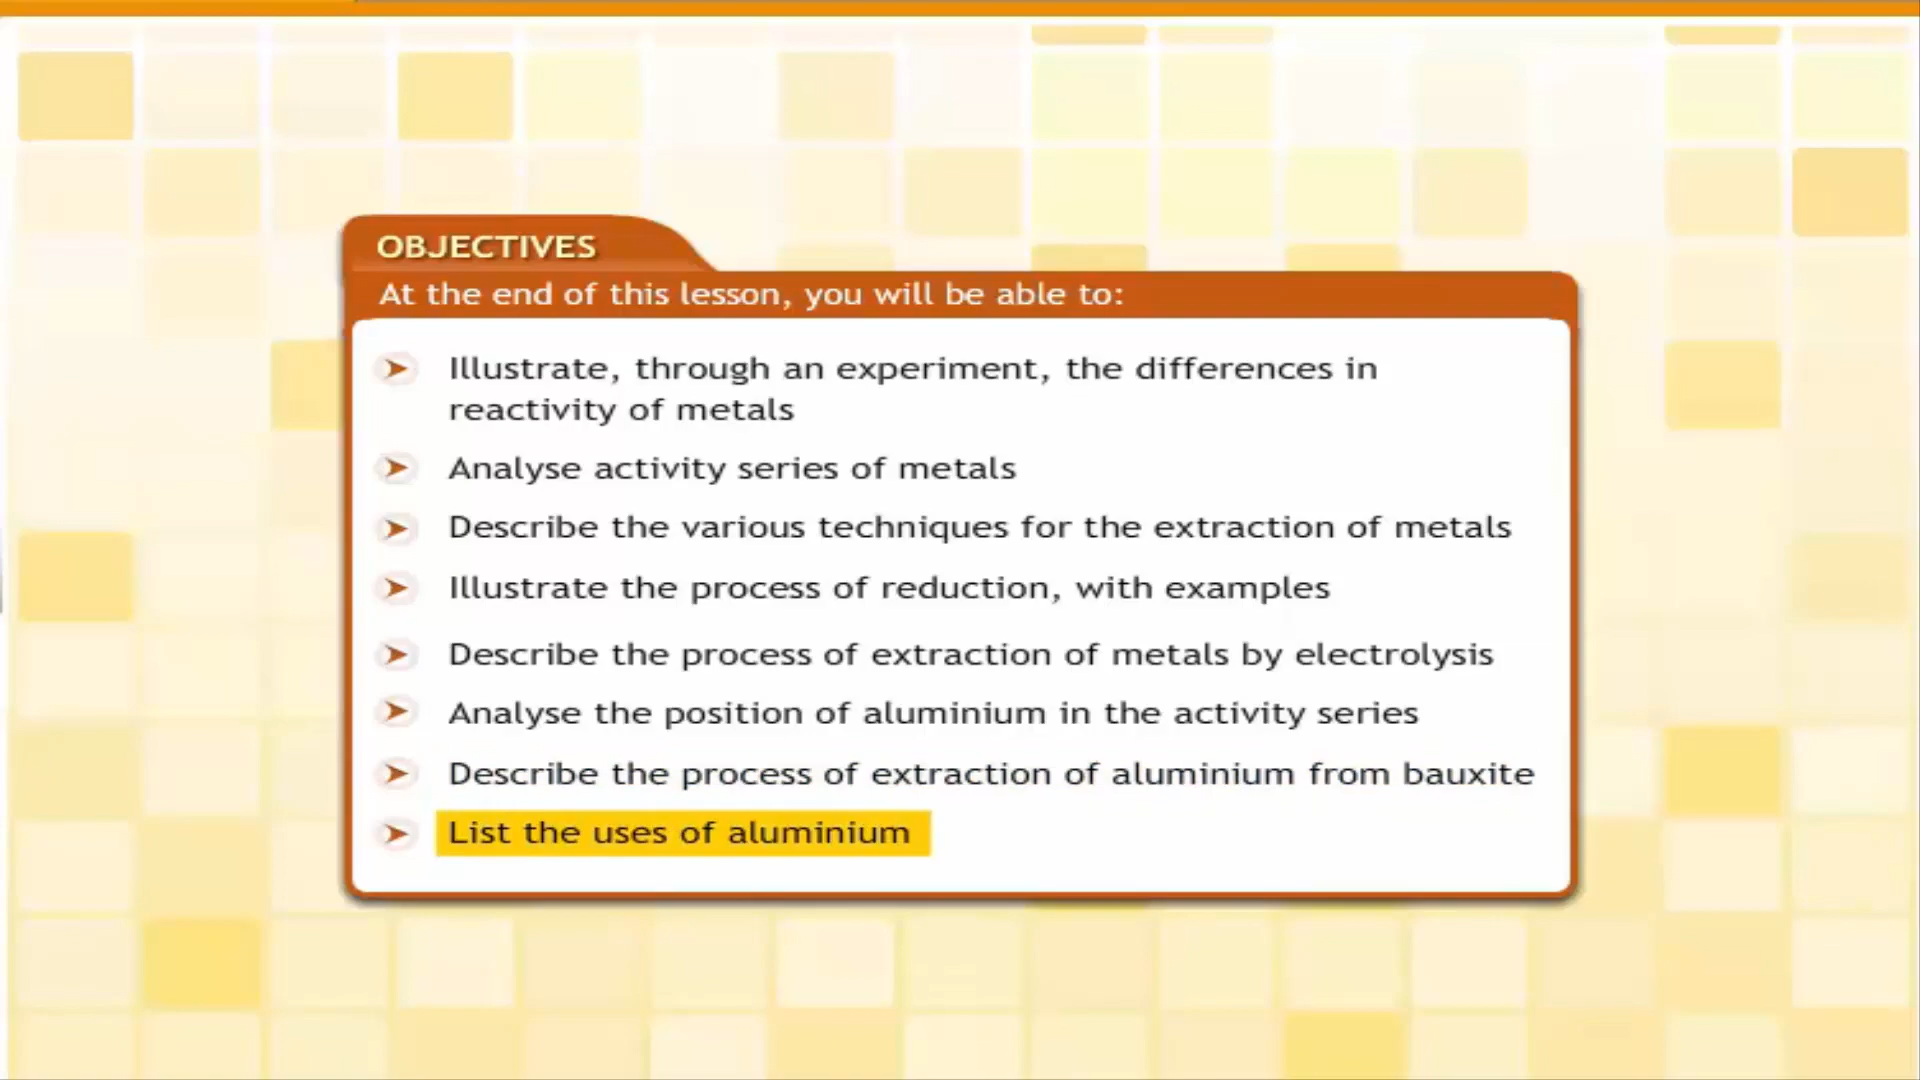 OBJECTIVES
At the end of this lesson, you will be able to:
Illustrate, through an experiment, the differences in
reactivity of metals
Analyse activity series of metals
Describe the various techniques for the extraction of metals
Illustrate the process of reduction, with examples
Describe the process of extraction of metals by electrolysis
Analyse the position of aluminium in the activity series
Describe the process of extraction of aluminium from bauxite
List the uses of aluminium